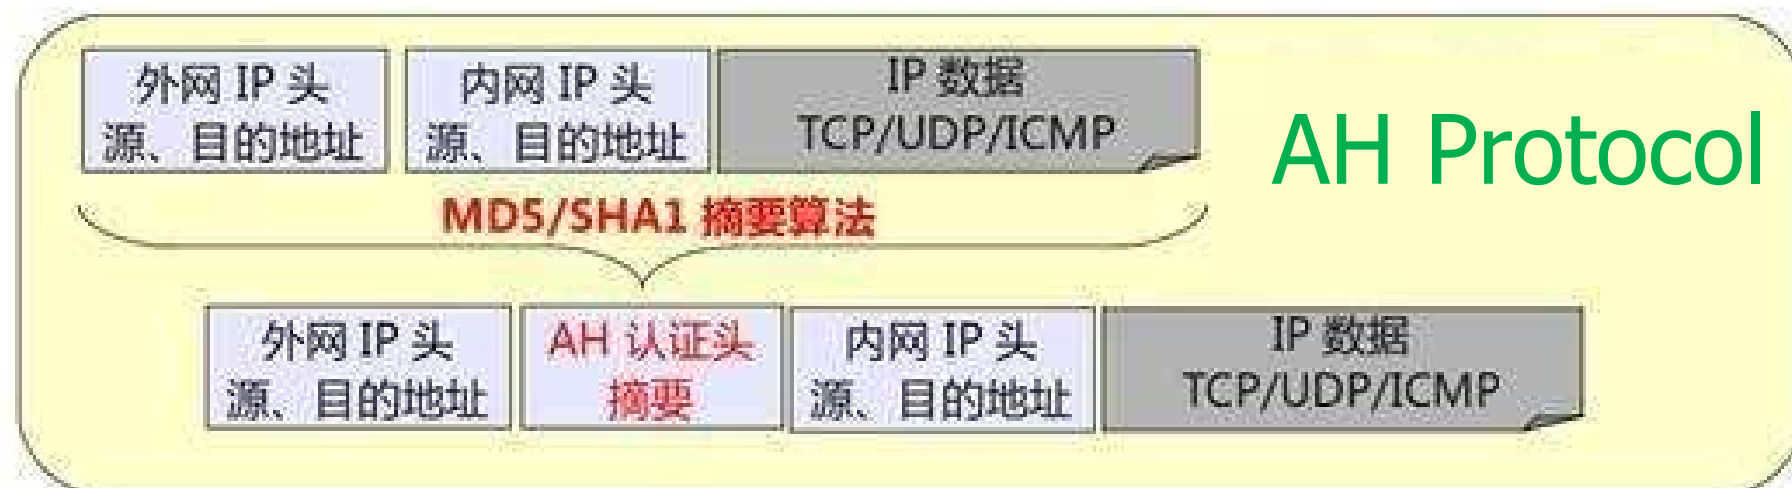 外网 IP 头
源、目的地址
内网 IP 头
源、目的地址
IP 数据
TCP/UDP/ICMP
AH Protocol
MD5/SHA1 摘要算法
外网 IP 头
源、目的地址
AH 认证头
摘要
内网 IP 头
源、目的地址
IP 数据
TCP/UDP/ICMP